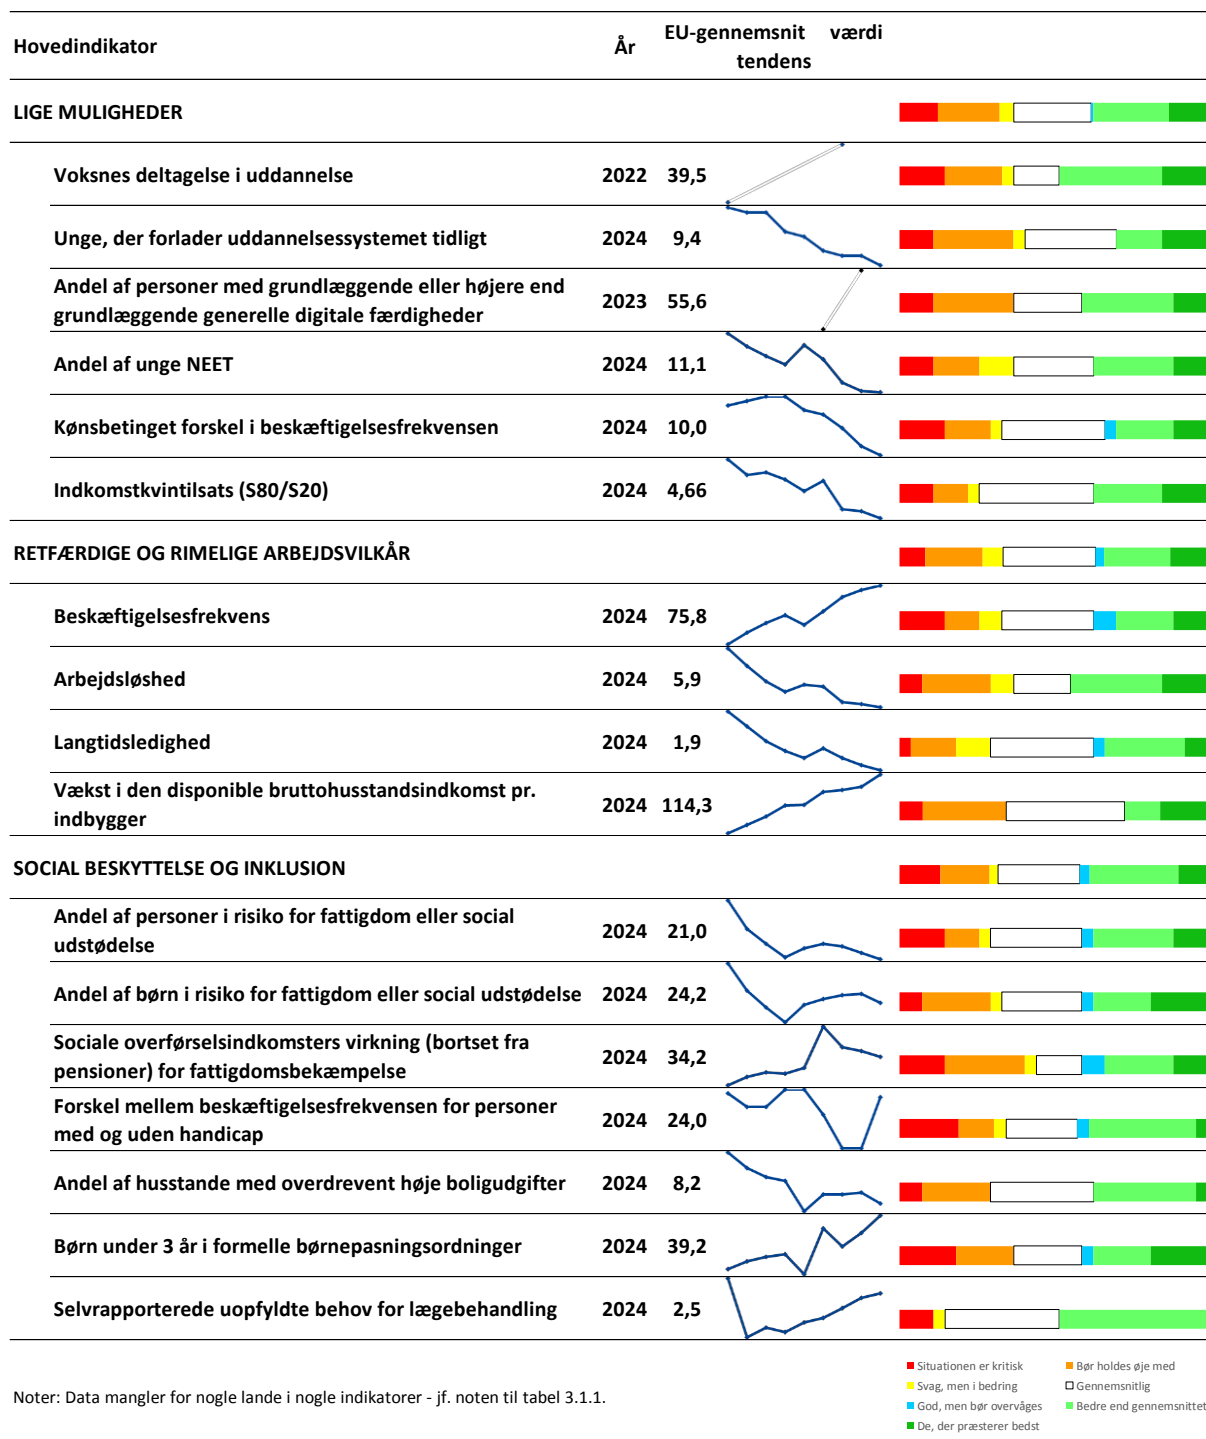 Hovedindikator År EU-gennemsnit værdi
tendens
LIGE MULIGHEDER
Voksnes deltagelse i uddannelse 2022 39,5
Unge, der forlader uddannelsessystemet tidligt 2024 9,4
Andel af personer med grundlæggende eller højere end
grundlæggende generelle digitale færdigheder 2023 55,6
Andel af unge NEET 2024 11,1
Kønsbetinget forskel i beskæftigelsesfrekvensen 2024 10,0
Indkomstkvintilsats (S80/S20) 2024 4,66
RETFÆRDIGE OG RIMELIGE ARBEJDSVILKÅR
Beskæftigelsesfrekvens 2024 75,8
Arbejdsløshed 2024 5,9
Langtidsledighed 2024 1,9
Vækst i den disponible bruttohusstandsindkomst pr.
indbygger 2024 114,3
SOCIAL BESKYTTELSE OG INKLUSION
Andel af personer i risiko for fattigdom eller social
udstødelse 2024 21,0
Andel af børn i risiko for fattigdom eller social udstødelse 2024 24,2
Sociale overførselsindkomsters virkning (bortset fra
pensioner) for fattigdomsbekæmpelse 2024 34,2
Forskel mellem beskæftigelsesfrekvensen for personer
med og uden handicap 2024 24,0
Andel af husstande med overdrevent høje boligudgifter 2024 8,2
Børn under 3 år i formelle børnepasningsordninger 2024 39,2
Selvrapporterede uopfyldte behov for lægebehandling 2024 2,5
Noter: Data mangler for nogle lande i nogle indikatorer - jf. noten til tabel 3.1.1.
Situationen er kritisk Bør holdes øje med
Svag, men i bedring Gennemsnitlig
God, men bør overvåges Bedre end gennemsnittet
De, der præsterer bedst